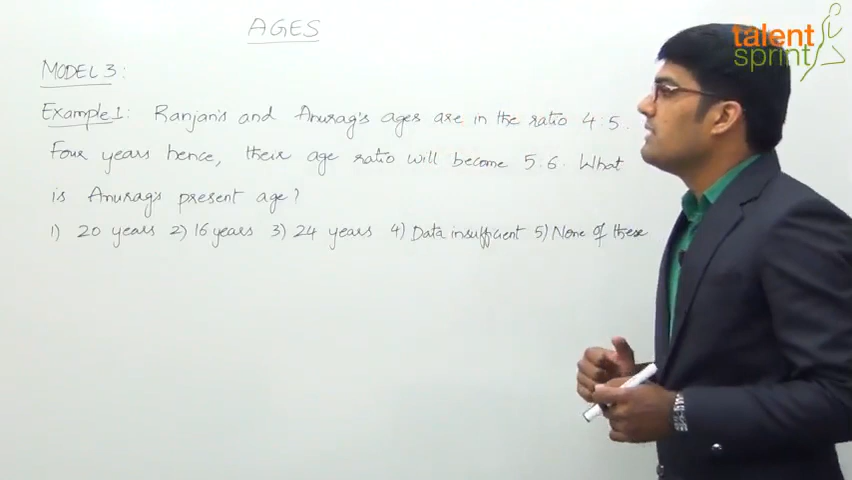 AGES
talent
sprint
MODEL 3:
Example 1: Ranjan's and Anurag's ages are in the ratio 4:5.
Four years hence, their age ratio will become 5:6. What
is Anurag's present age?
1) 20 years 2) 16 years 3) 24 years 4) Data insufficient 5) None of these